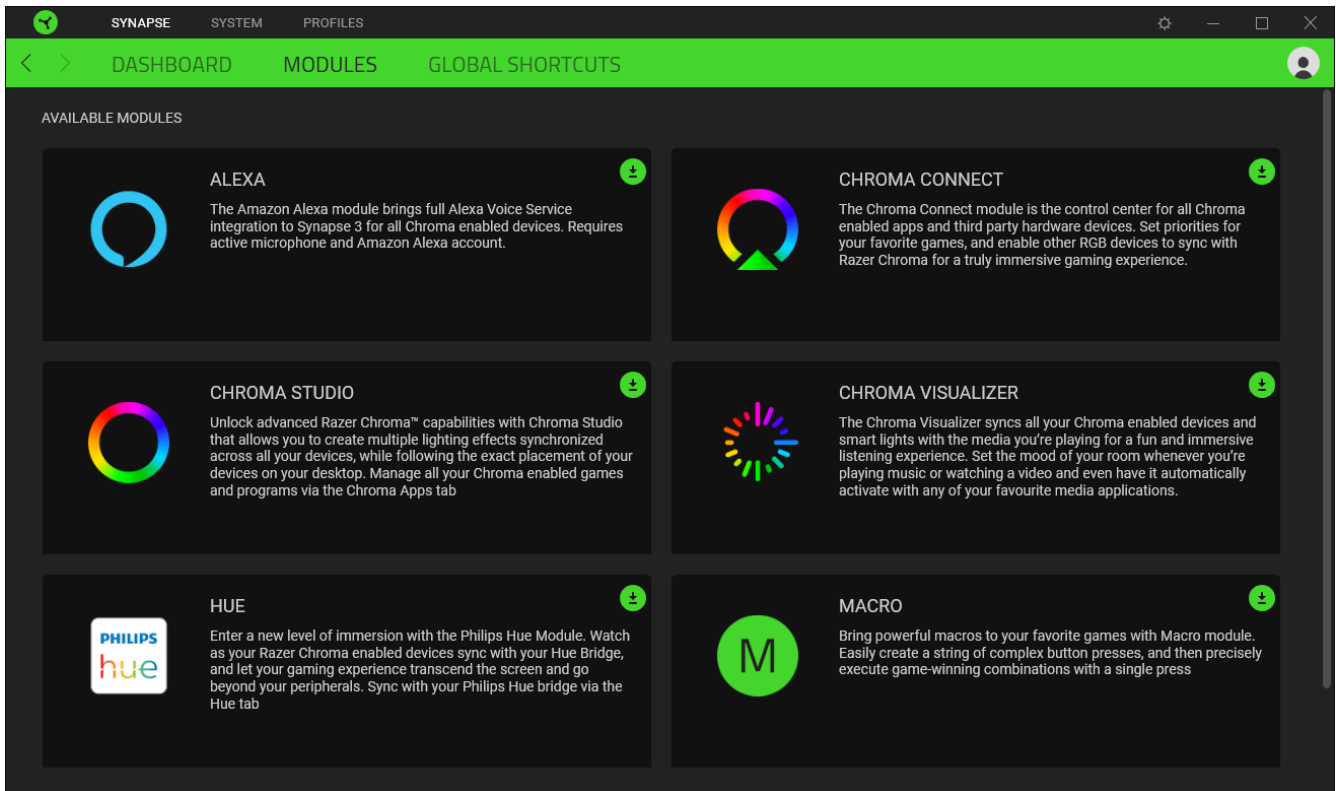 SYNAPSE SYSTEM PROFILES
DASHBOARD MODULES GLOBAL SHORTCUTS
AVAILABLE MODULES
ALEXA
The Amazon Alexa module brings full Alexa Voice Service
integration to Synapse 3 for all Chroma enabled devices. Requires
active microphone and Amazon Alexa account.
CHROMA CONNECT
The Chroma Connect module is the control center for all Chroma
enabled apps and third party hardware devices. Set priorities for
your favorite games, and enable other RGB devices to sync with
Razer Chroma for a truly immersive gaming experience.
CHROMA STUDIO
Unlock advanced Razer Chroma™ capabilities with Chroma Studio
that allows you to create multiple lighting effects synchronized
across all your devices, while following the exact placement of your
devices on your desktop. Manage all your Chroma enabled games
and programs via the Chroma Apps tab
CHROMA VISUALIZER
The Chroma Visualizer syncs all your Chroma enabled devices and
smart lights with the media you're playing for a fun and immersive
listening experience. Set the mood of your room whenever you're
playing music or watching a video and even have it automatically
activate with any of your favourite media applications.
PHILIPS
hue
HUE
Enter a new level of immersion with the Philips Hue Module. Watch
as your Razer Chroma enabled devices sync with your Hue Bridge,
and let your gaming experience transcend the screen and go
beyond your peripherals. Sync with your Philips Hue bridge via the
Hue tab
M
MACRO
Bring powerful macros to your favorite games with Macro module.
Easily create a string of complex button presses, and then precisely
execute game-winning combinations with a single press